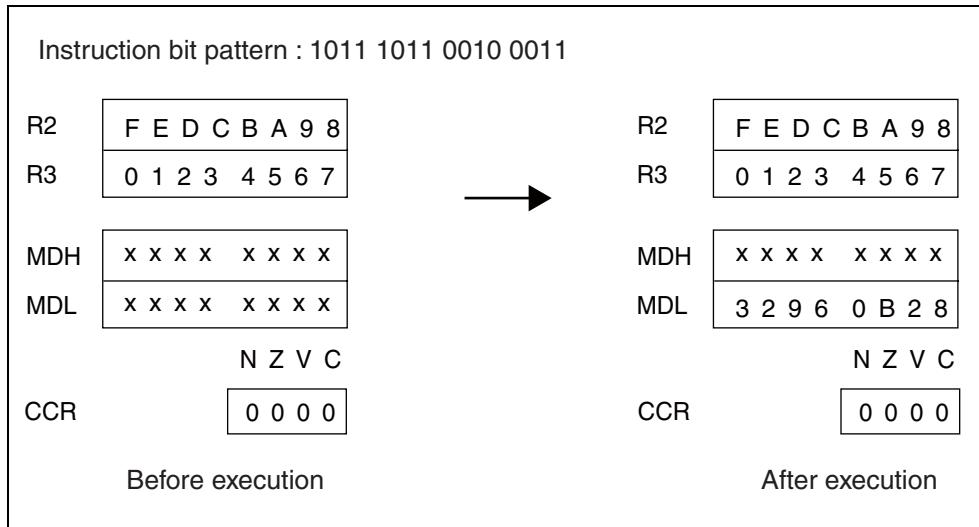 Instruction bit pattern : 1011 1011 0010 0011
R2 F E D C B A 9 8 R2 F E D C B A 9 8
R3 0 1 2 3 4 5 6 7 R3 0 1 2 3 4 5 6 7
MDH x x x x x x x x MDH x x x x x x x x
MDL x x x x x x x x MDL 3 2 9 6 0 B 2 8
N Z V C N Z V C
CCR 0 0 0 0 CCR 0 0 0 0
Before execution After execution